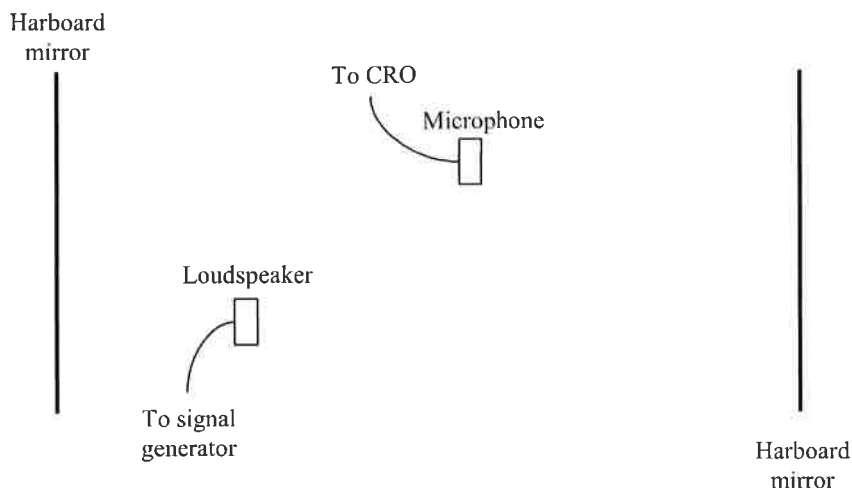 Harboard
mirror
To CRO
Microphone
Loudspeaker
To signal
generator
Harboard
mirror